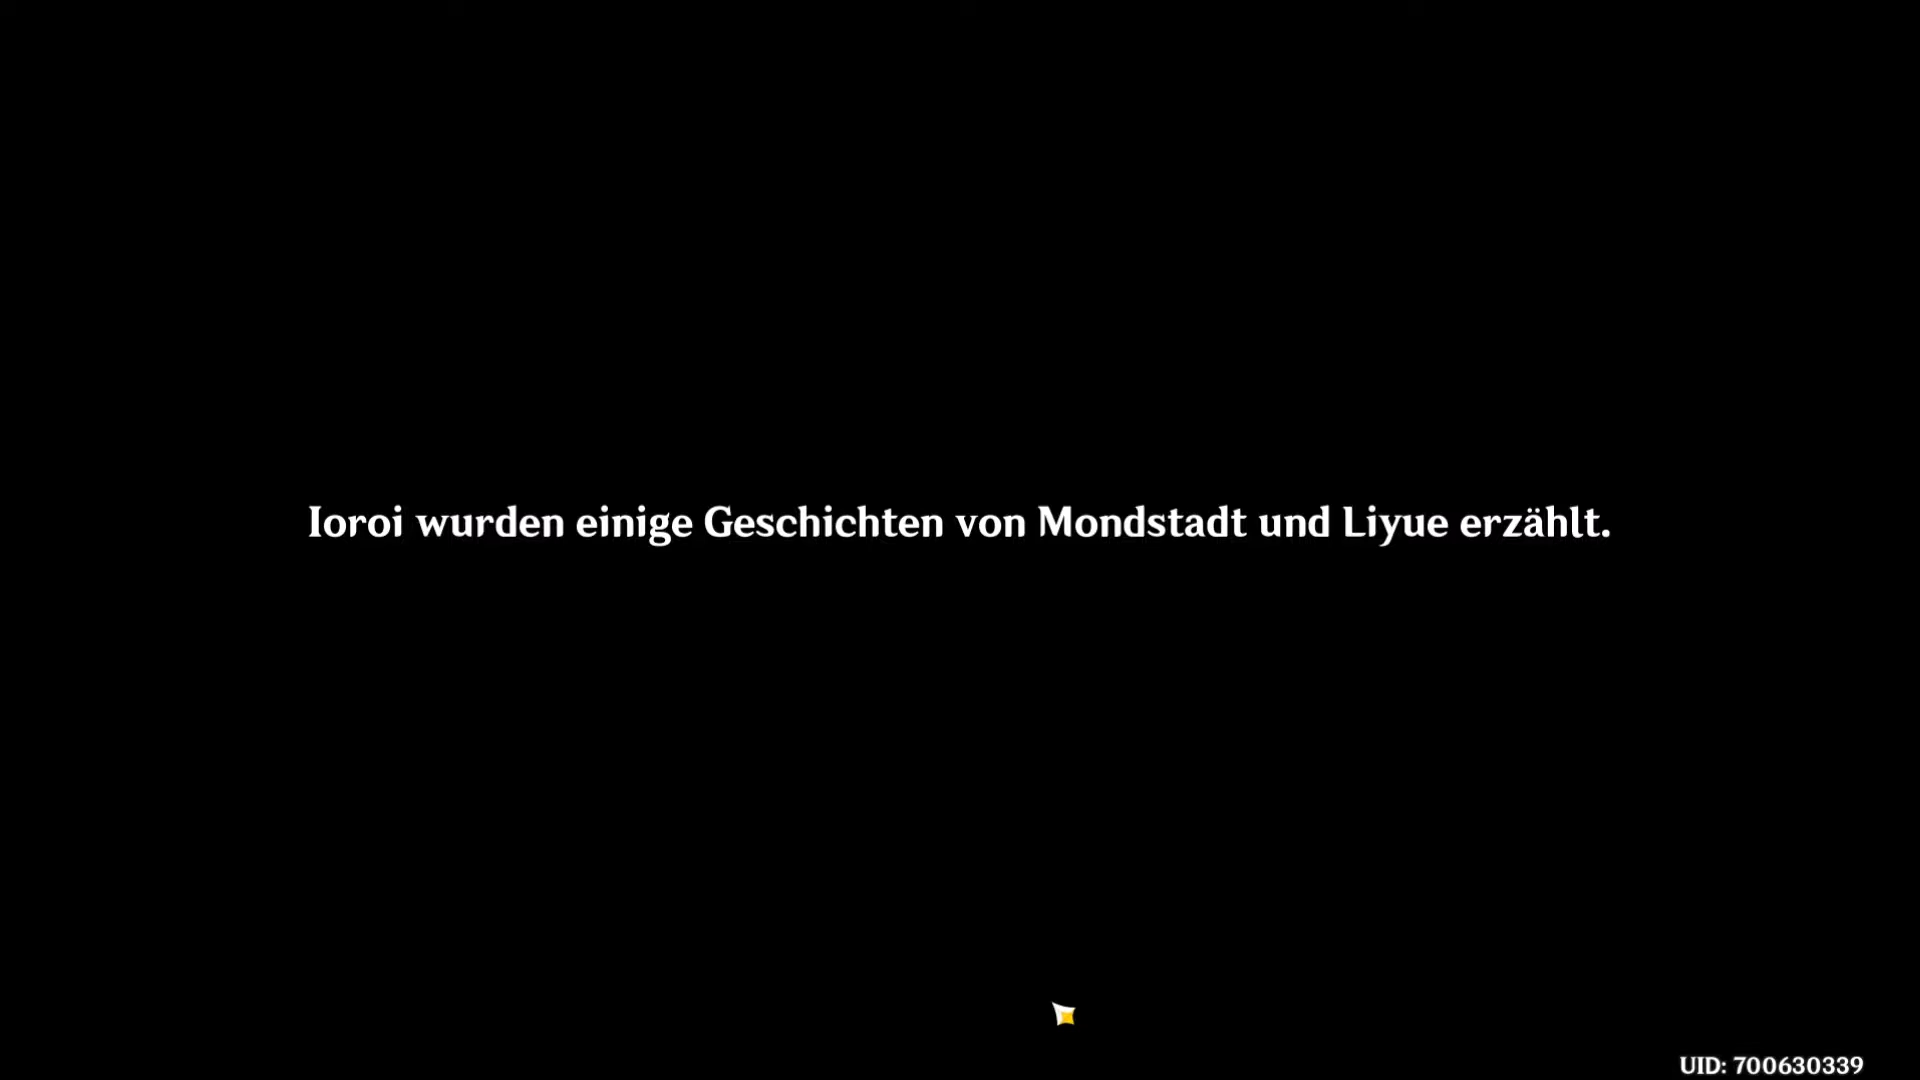 Ioroi wurden einige Geschichten von Mondstadt und Liyue erzählt.
UID: 700630339